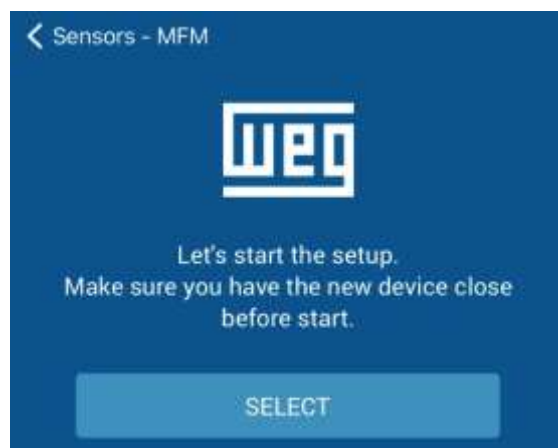 Sensors - MFM
weg
Let's start the setup.
Make sure you have the new device close
before start.
SELECT